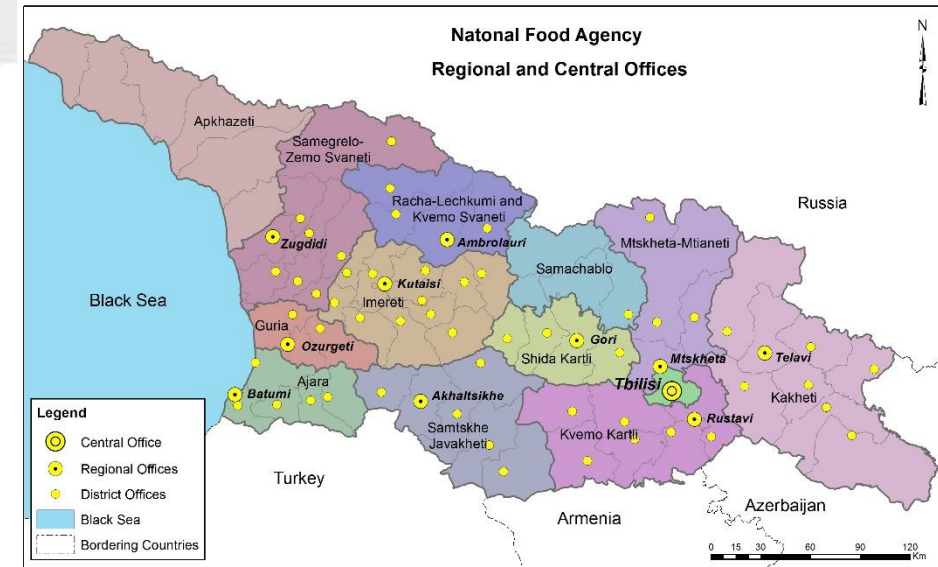 Natonal Food Agency
Regional and Central Offices
N
Apkhazeti
Samegrelo-
Zemo Svaneti
Racha-Lechkumi and
Kvemo Svaneti
Russia
Mtskheta-Mtianeti
Zugdidi
Ambrolauri
Samachablo
Black Sea
Kutaisi
Imereti
Guria
Ozurgeti
Gori
Shida Kartli
Mtskheta
Telavi
Tbilisi
Kakheti
Batumi
Ajara
Akhaltsikhe
Samtskhe
Javakheti
Kvemo Kartli
Rustavi
Legend
Central Office
Regional Offices
District Offices
Black Sea
Bordering Countries
Turkey
Armenia
Azerbaijan
0 15 30 60 90 120
Km